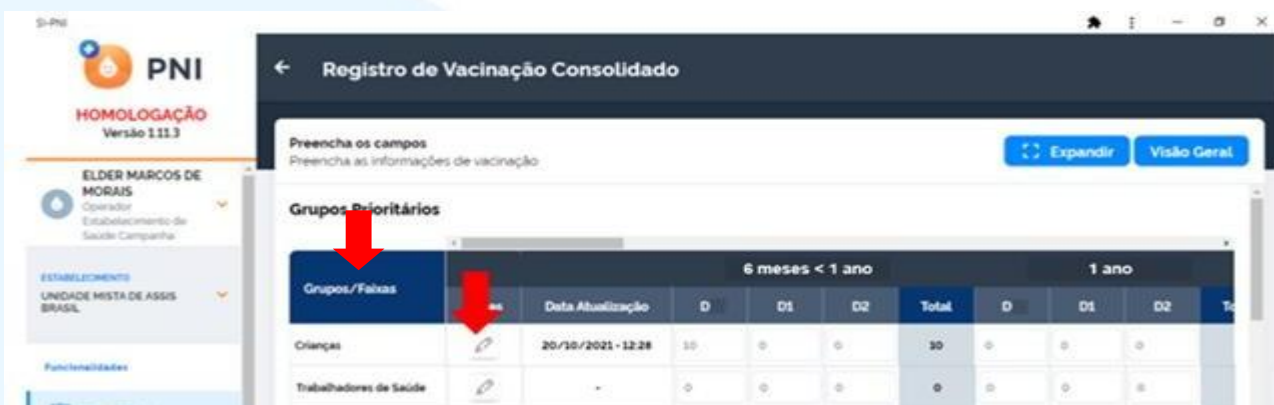 SI-PNI
PNI
HOMOLOGAÇÃO
Versão 1.11.3
ELDER MARCOS DE
MORAIS
Operador
Estabelecimento de
Saúde Campanha
ESTABELECIMENTO
UNIDADE MISTA DE ASSIS
BRASIL
Funcionalidades
Registro de Vacinação Consolidado
Preencha os campos
Preencha as informações de vacinação
Expandir Visão Geral
Grupos Prioritários
6 meses < 1 ano 1 ano
Grupos/Faixas Data Atualização D D1 D2 Total D D1 D2
Crianças 20/10/2021 - 12:28 10 0 0 10 0 0 0
Trabalhadores de Saúde - 0 0 0 0 0 0 0